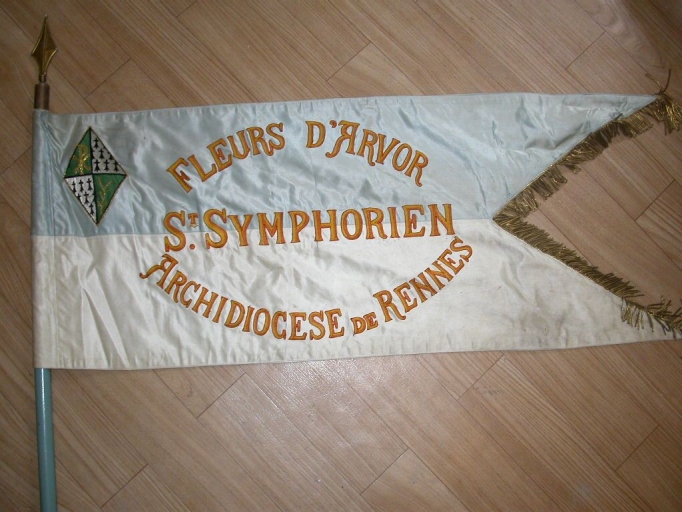 FLEURS D'ARVOR
ST. SYMPHORIEN
ARCHIDIOCESE DE RENNES